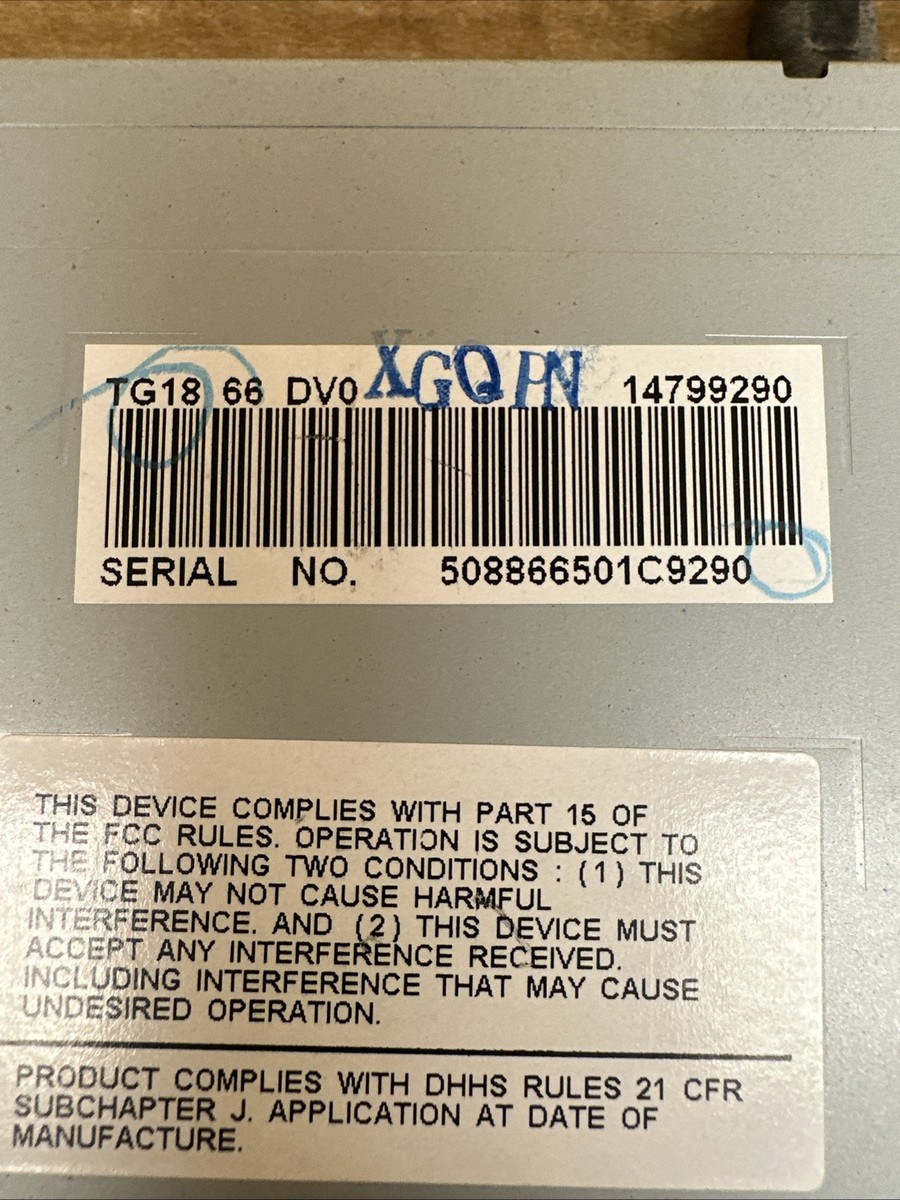 TG18 66 DV0 XGQ PN 14799290
SERIAL NO. 508866501C9290
THIS DEVICE COMPLIES WITH PART 15 OF
THE FCC RULES. OPERATION IS SUBJECT TO
THE FOLLOWING TWO CONDITIONS : (1) THIS
DEVICE MAY NOT CAUSE HARMFUL
INTERFERENCE. AND (2) THIS DEVICE MUST
ACCEPT ANY INTERFERENCE RECEIVED.
INCLUDING INTERFERENCE THAT MAY CAUSE
UNDESIRED OPERATION.
PRODUCT COMPLIES WITH DHHS RULES 21 CFR
SUBCHAPTER J. APPLICATION AT DATE OF
MANUFACTURE.